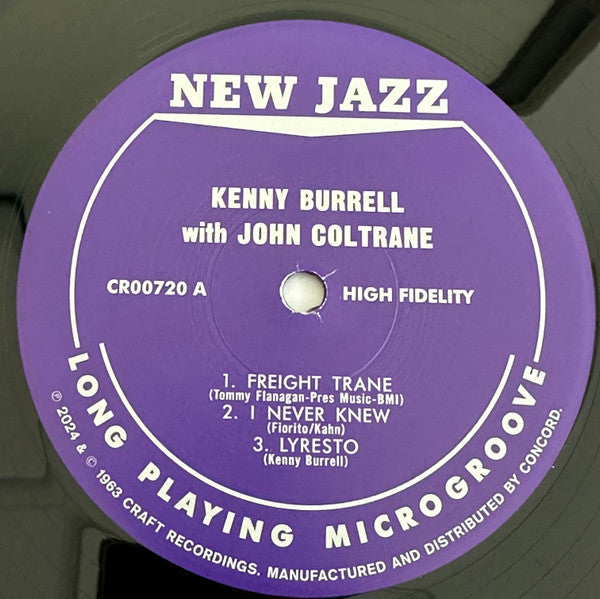 NEW JAZZ
KENNY BURRELL
with JOHN COLTRANE
CR00720 A
HIGH FIDELITY
1. FREIGHT TRANE
(Tommy Flanagan-Pres Music-BMI)
2. I NEVER KNEW
(Fiorito/Kahn)
3. LYRESTO
(Kenny Burrell)
LONG PLAYING MICROGROOVE
℗ 2024 & © 1963 CRAFT RECORDINGS. MANUFACTURED AND DISTRIBUTED BY CONCORD.